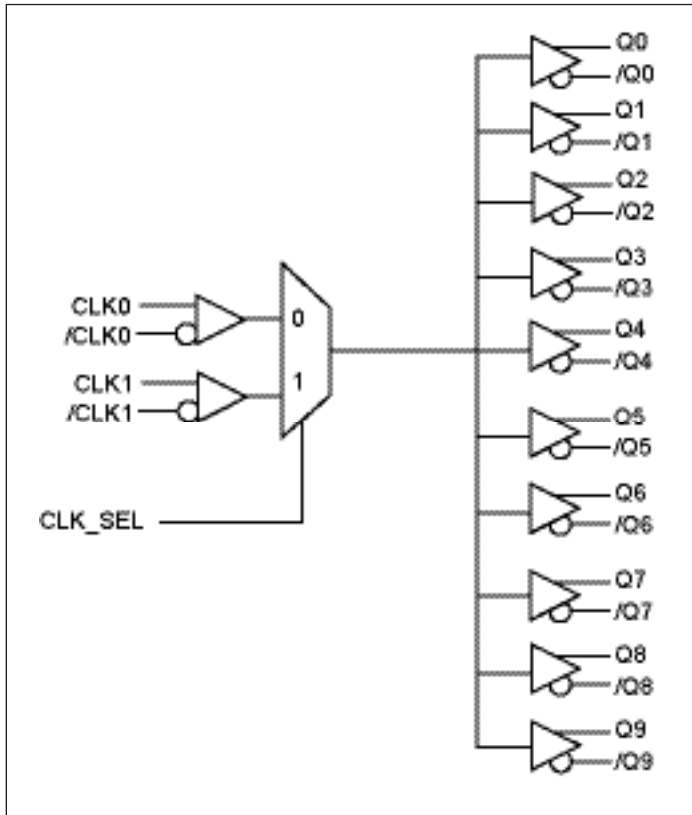 Q0
/Q0
Q1
/Q1
Q2
/Q2
Q3
/Q3
CLK0
/CLK0
0
Q4
/Q4
CLK1
/CLK1
1
Q5
/Q5
CLK_SEL
Q6
/Q6
Q7
/Q7
Q8
/Q8
Q9
/Q9